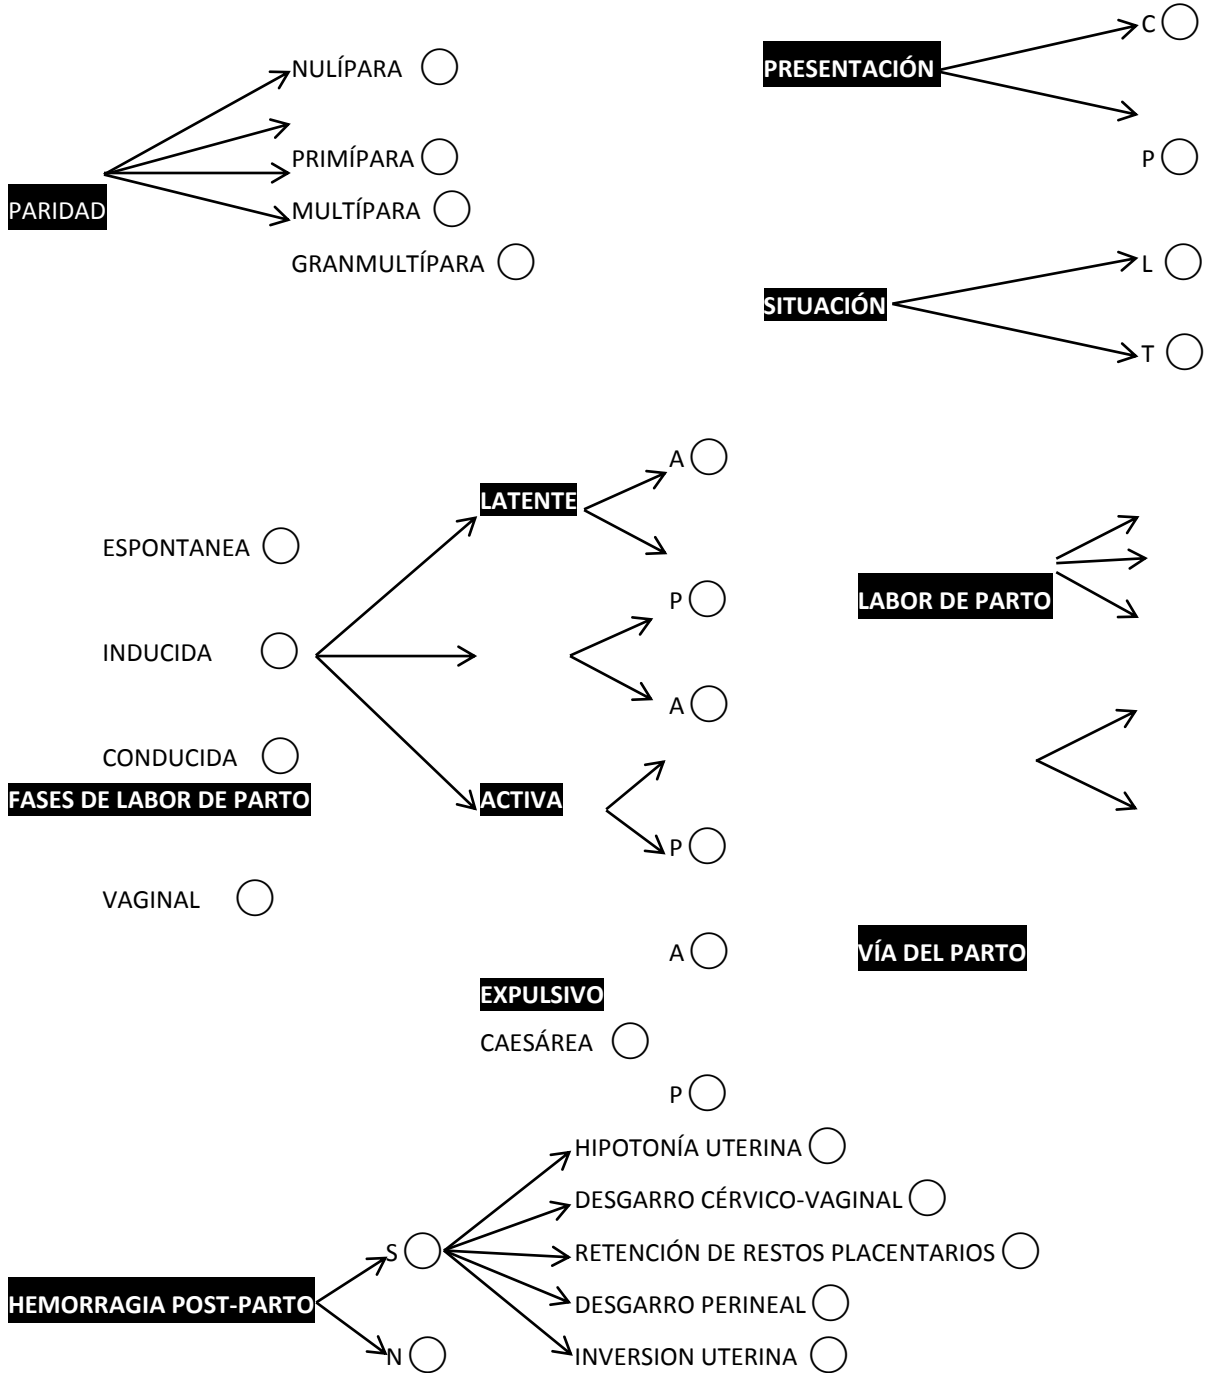 C
NULÍPARA
PRESENTACIÓN
PRIMÍPARA
P
PARIDAD
MULTÍPARA
GRANMULTÍPARA
L
SITUACIÓN
T
A
LATENTE
ESPONTANEA
P
LABOR DE PARTO
INDUCIDA
A
CONDUCIDA
FASES DE LABOR DE PARTO
ACTIVA
P
VAGINAL
A
VÍA DEL PARTO
EXPULSIVO
CAESÁREA
P
HIPOTONÍA UTERINA
DESGARRO CÉRVICO-VAGINAL
S
RETENCIÓN DE RESTOS PLACENTARIOS
HEMORRAGIA POST-PARTO
DESGARRO PERINEAL
N
INVERSION UTERINA